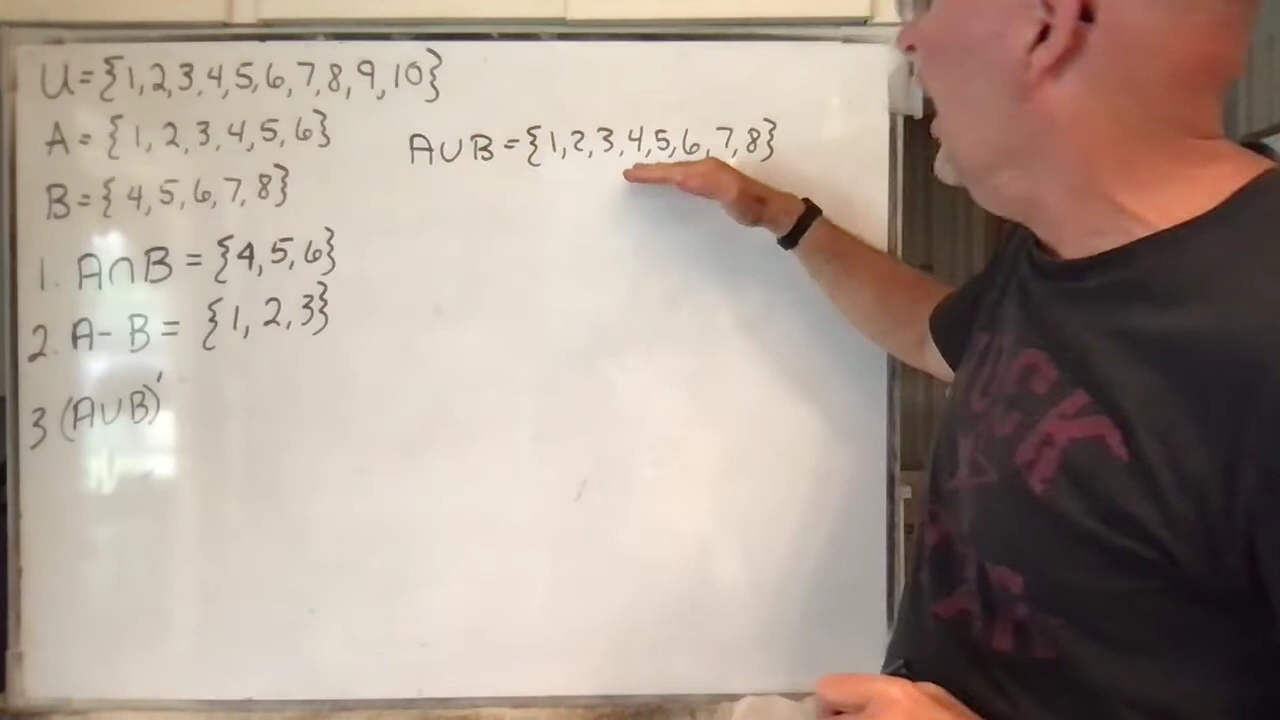 U={1,2,3,4,5,6,7,8,9,10}
A={1,2,3,4,5,6}
A∪B={1,2,3,4,5,6,7,8}
B={4,5,6,7,8}
1. A∩B={4,5,6}
2. A-B={1,2,3}
3 (A∪B)'